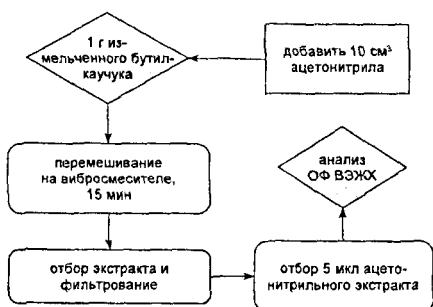 1 г из-
мельченного бутил-
каучука
добавить 10 см³
ацетонитрила
перемешивание
на вибросмесителе,
15 мин
отбор экстракта и
фильтрование
отбор 5 мкл ацето-
нитрильного экстракта
анализ
ОФ ВЭЖХ